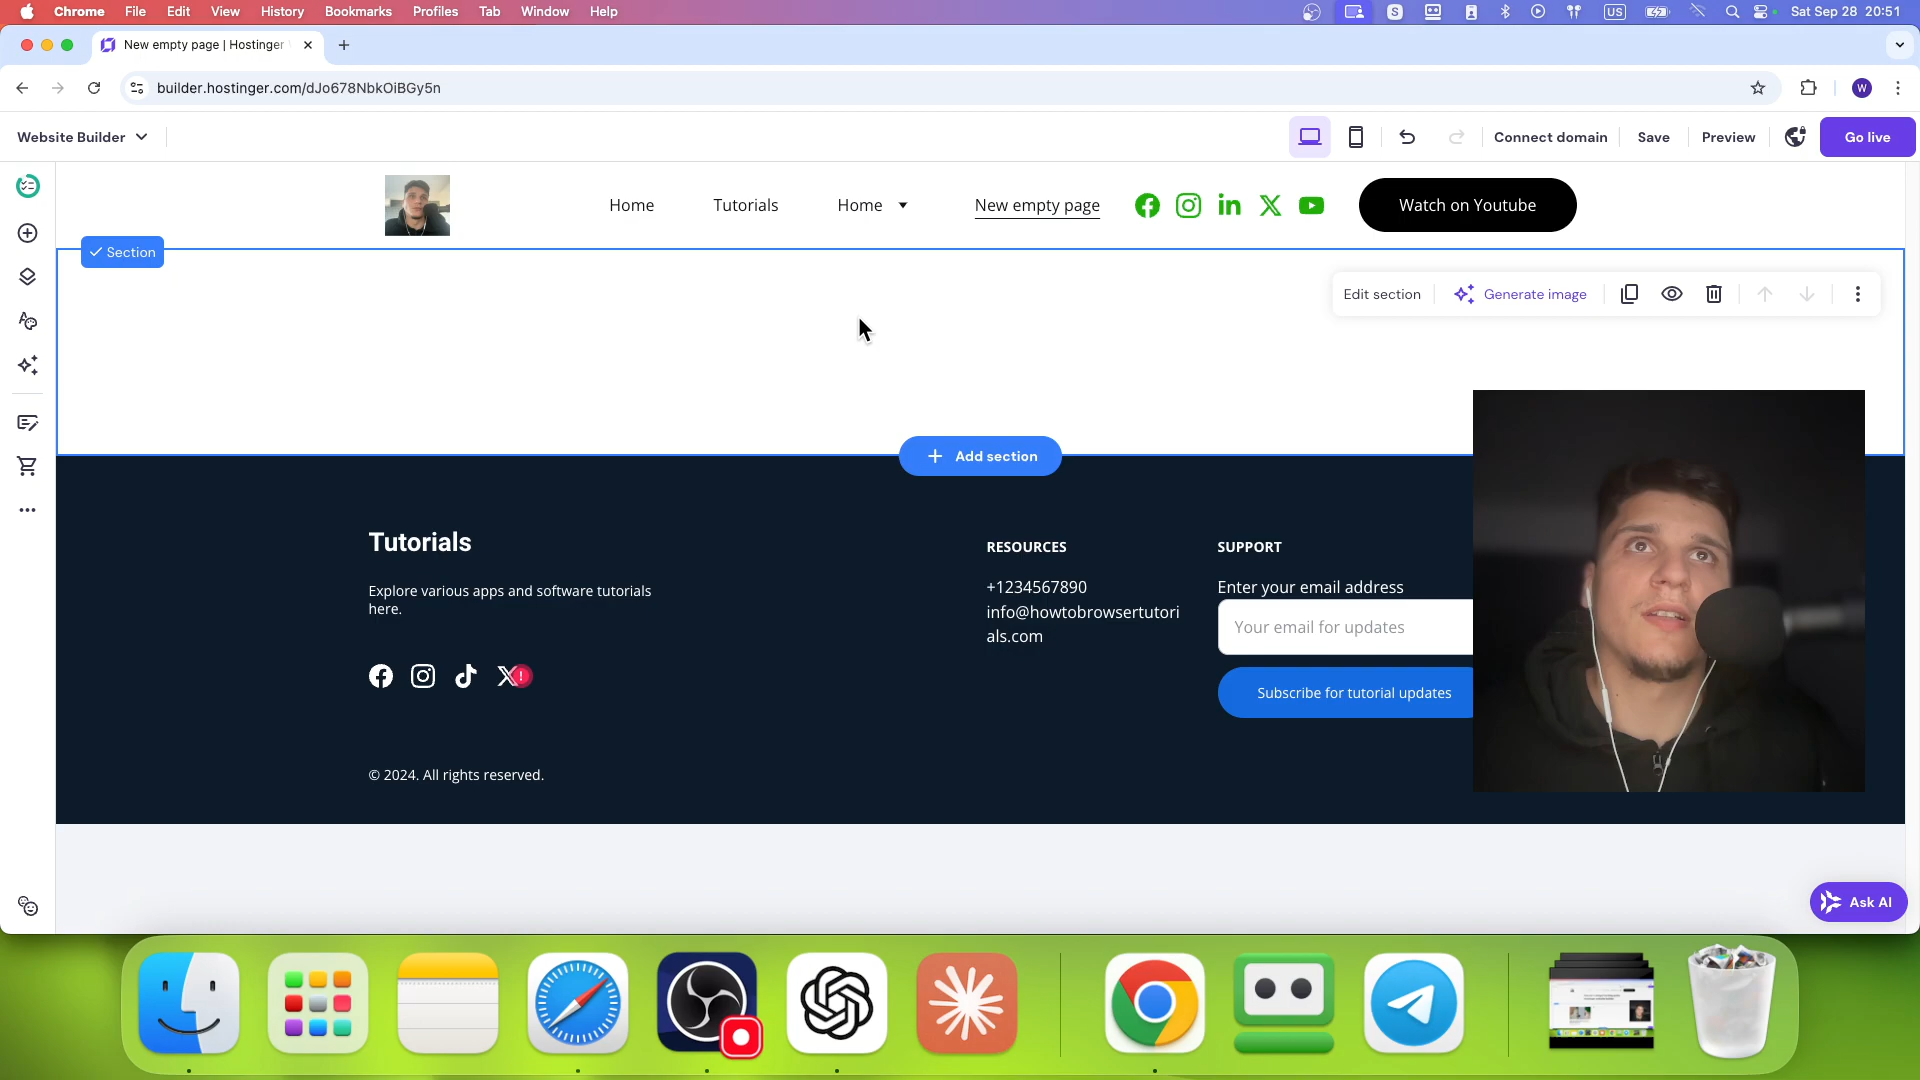 Chrome File Edit View History Bookmarks Profiles Tab Window Help
S US Sat Sep 28 20:51
New empty page | Hostinger
builder.hostinger.com/dJo678NbkOiBGy5n
W
Website Builder
Connect domain Save Preview Go live
Home Tutorials Home New empty page Watch on Youtube
Section
Edit section Generate image
Add section
Tutorials
Explore various apps and software tutorials
here.
© 2024. All rights reserved.
RESOURCES
+1234567890
info@howtobrowsertutori
als.com
SUPPORT
Enter your email address
Your email for updates
Subscribe for tutorial updates
Ask AI